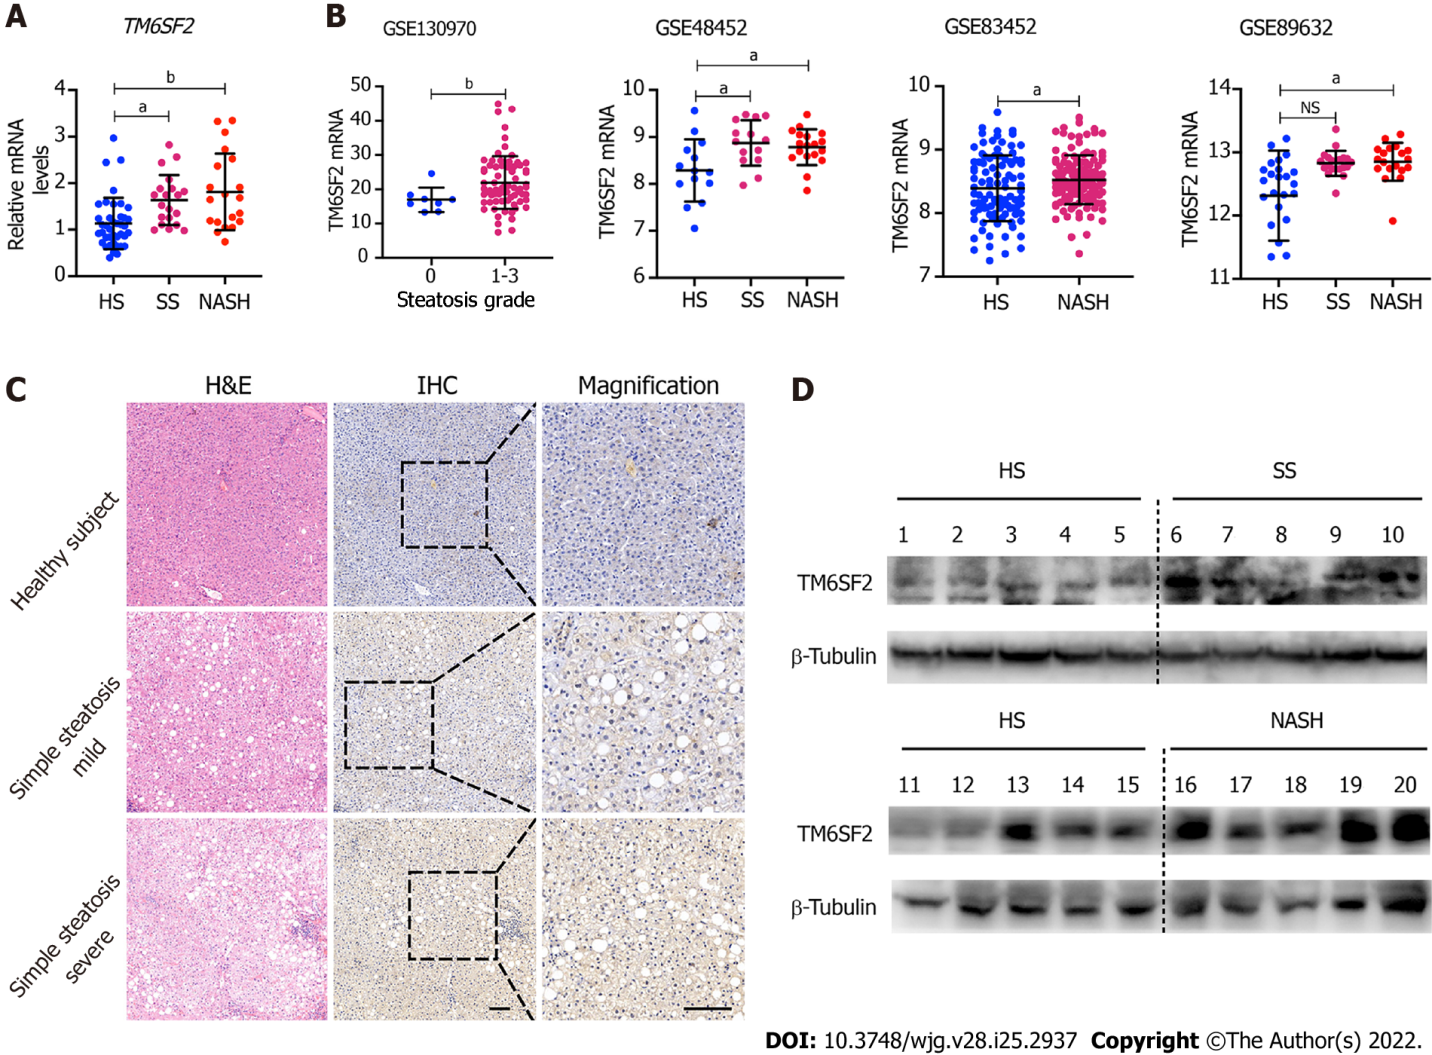 A
TM6SF2
Relative mRNA
levels
4
3
2
1
0
b
a
HS SS NASH
B
GSE130970
TM6SF2 mRNA
50
40
30
20
10
0
b
0 1-3
Steatosis grade
GSE48452
TM6SF2 mRNA
10
9
8
6
a
a
HS SS NASH
GSE83452
TM6SF2 mRNA
10
9
8
7
a
HS NASH
GSE89632
TM6SF2 mRNA
14
13
12
11
a
NS
HS SS NASH
C
H&E IHC Magnification
Healthy subject
Simple steatosis
mild
Simple steatosis
severe
D
HS SS
1 2 3 4 5 6 7 8 9 10
TM6SF2
β-Tubulin
HS NASH
11 12 13 14 15 16 17 18 19 20
TM6SF2
β-Tubulin
DOI: 10.3748/wjg.v28.i25.2937 Copyright ©The Author(s) 2022.